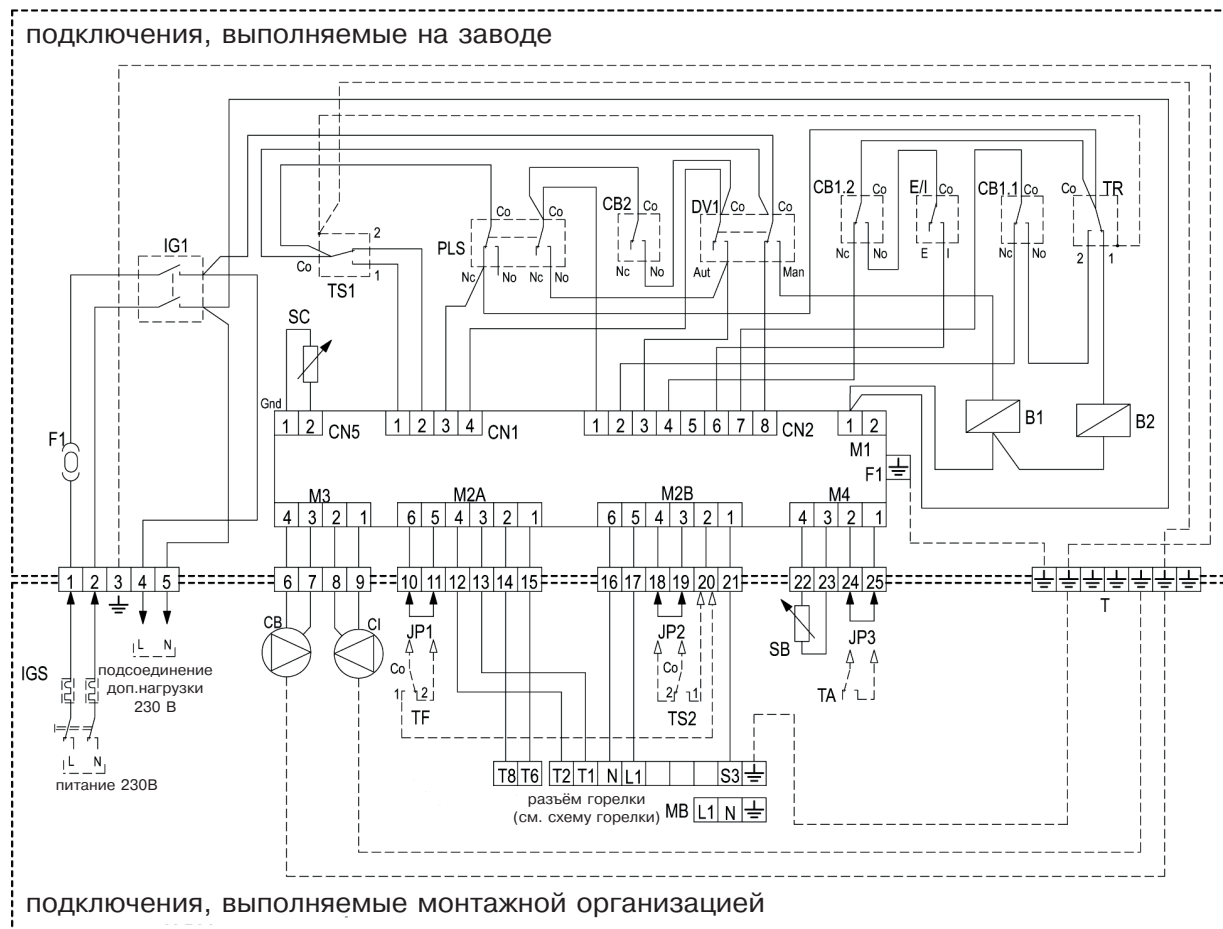 подключения, выполняемые на заводе
IG1
Co
2
1
TS1
PLS
Co
Co
Nc
No
Nc
No
CB2
Co
Nc
No
DV1
Co
Co
Aut
Man
CB1.2
Co
Nc
No
E/I
Co
E
I
CB1.1
Co
Nc
No
Co
TR
2
1
SC
Gnd
1 2 CN5
1 2 3 4 CN1
1 2 3 4 5 6 7 8 CN2
1 2
M1
F1
B1
B2
F1
M3
M2A
M2B
M4
4 3 2 1
6 5 4 3 2 1
6 5 4 3 2 1
4 3 2 1
1 2 3 4 5
6 7 8 9
10 11 12 13 14 15
16 17 18 19 20 21
22 23 24 25
T
L N
подсоединение
доп.нагрузки
230 В
IGS
L N
питание 230В
CB
CI
JP1
Co
1 2
TF
JP2
Co
2 1
TS2
SB
JP3
TA
T8 T6
T2 T1 N L1 S3
разъём горелки
(см. схему горелки)
MB L1 N
подключения, выполняемые монтажной организацией